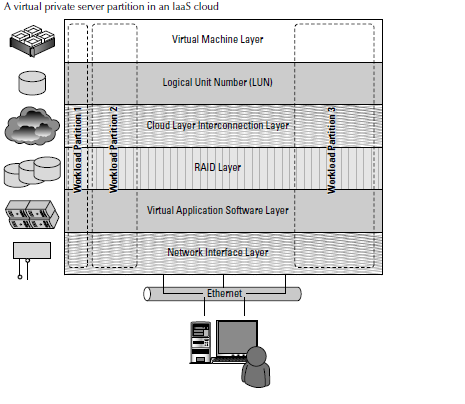 A virtual private server partition in an IaaS cloud
Virtual Machine Layer
Logical Unit Number (LUN)
Cloud Layer Interconnection Layer
RAID Layer
Virtual Application Software Layer
Network Interface Layer
Workload Partition 1
Workload Partition 2
Workload Partition 3
Ethernet